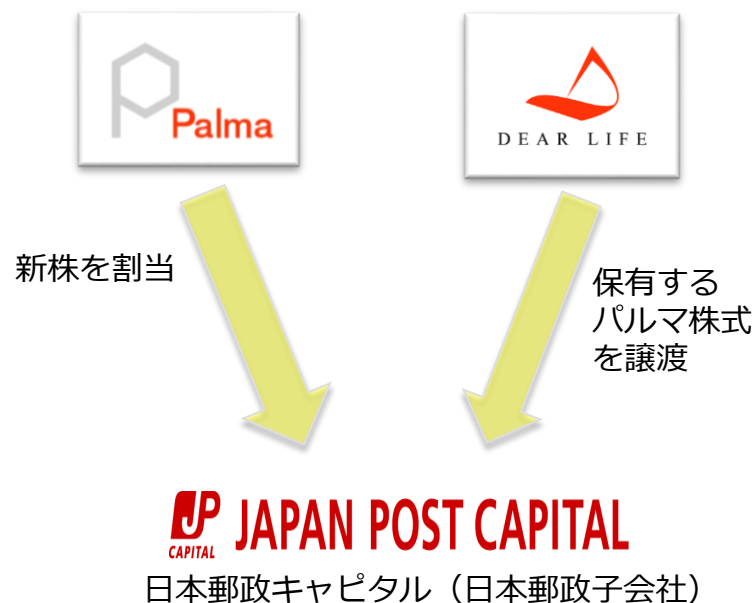 Palma
DEAR LIFE
新株を割当
保有する
パルマ株式
を譲渡
JP
CAPITAL
JAPAN POST CAPITAL
日本郵政キャピタル（日本郵政子会社）